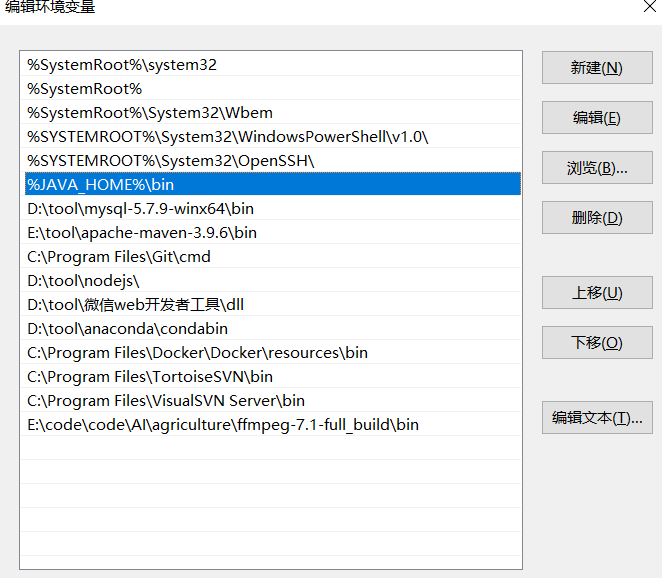 编辑环境变量
%SystemRoot%\system32
%SystemRoot%
%SystemRoot%\System32\Wbem
%SYSTEMROOT%\System32\WindowsPowerShell\v1.0\
%SYSTEMROOT%\System32\OpenSSH\
%JAVA_HOME%\bin
D:\tool\mysql-5.7.9-winx64\bin
E:\tool\apache-maven-3.9.6\bin
C:\Program Files\Git\cmd
D:\tool\nodejs\
D:\tool\微信web开发者工具\dll
D:\tool\anaconda\condabin
C:\Program Files\Docker\Docker\resources\bin
C:\Program Files\TortoiseSVN\bin
C:\Program Files\VisualSVN Server\bin
E:\code\code\AI\agriculture\ffmpeg-7.1-full_build\bin
新建(N)
编辑(E)
浏览(B)...
删除(D)
上移(U)
下移(O)
编辑文本(T)...